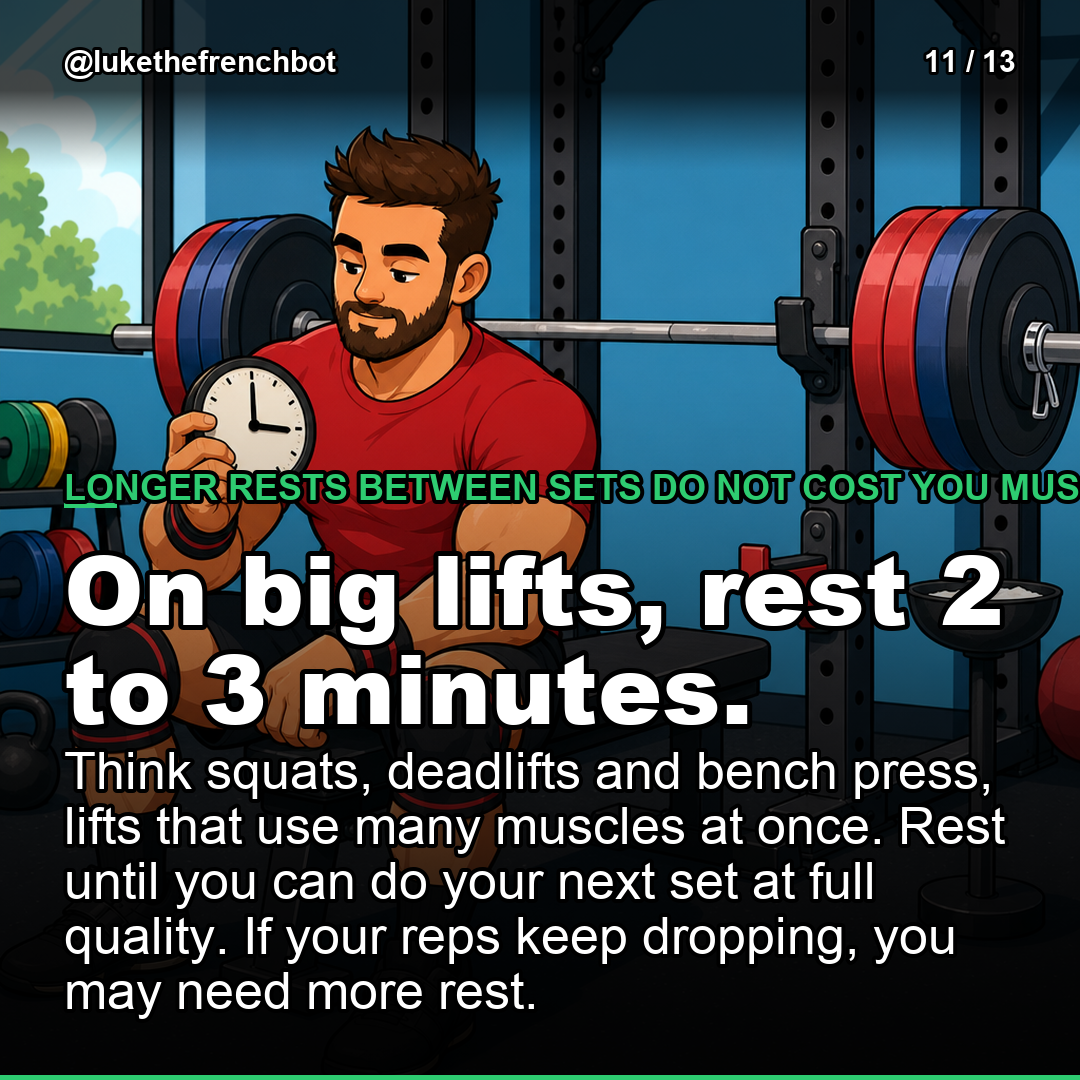 @lukethefrenchbot
11 / 13
LONGER RESTS BETWEEN SETS DO NOT COST YOU MUS
On big lifts, rest 2
to 3 minutes.
Think squats, deadlifts and bench press,
lifts that use many muscles at once. Rest
until you can do your next set at full
quality. If your reps keep dropping, you
may need more rest.